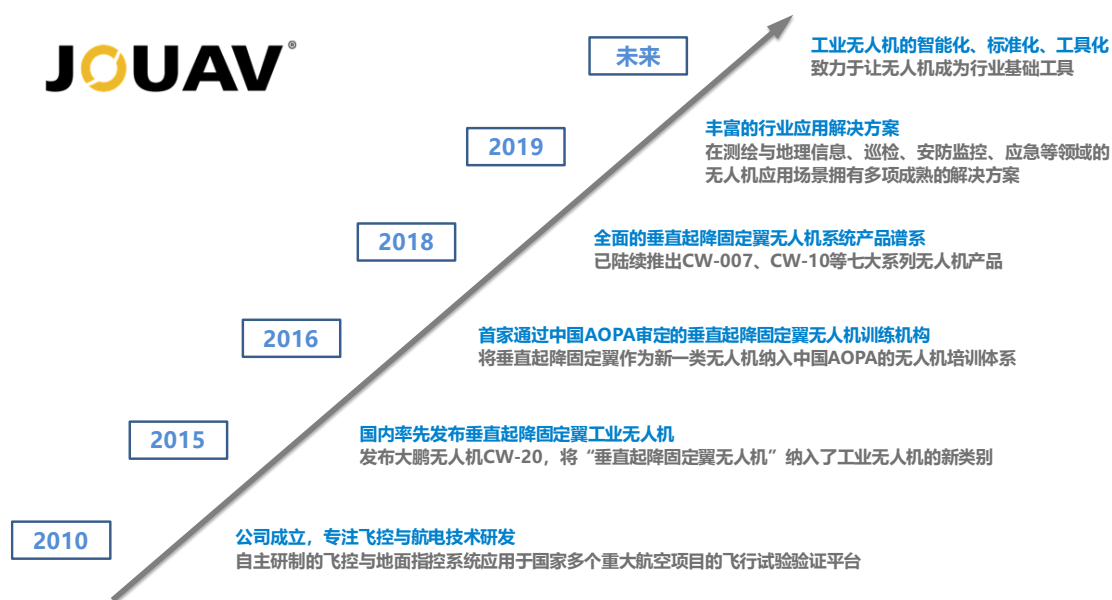 JOUAV®
未来
工业无人机的智能化、标准化、工具化
致力于让无人机成为行业基础工具
2019
丰富的行业应用解决方案
在测绘与地理信息、巡检、安防监控、应急等领域的
无人机应用场景拥有多项成熟的解决方案
2018
全面的垂直起降固定翼无人机系统产品谱系
已陆续推出CW-007、CW-10等七大系列无人机产品
2016
首家通过中国AOPA审定的垂直起降固定翼无人机训练机构
将垂直起降固定翼作为新一类无人机纳入中国AOPA的无人机培训体系
2015
国内率先发布垂直起降固定翼工业无人机
发布大鹏无人机CW-20，将“垂直起降固定翼无人机”纳入了工业无人机的新类别
2010
公司成立，专注飞控与航电技术研发
自主研制的飞控与地面指控系统应用于国家多个重大航空项目的飞行试验验证平台